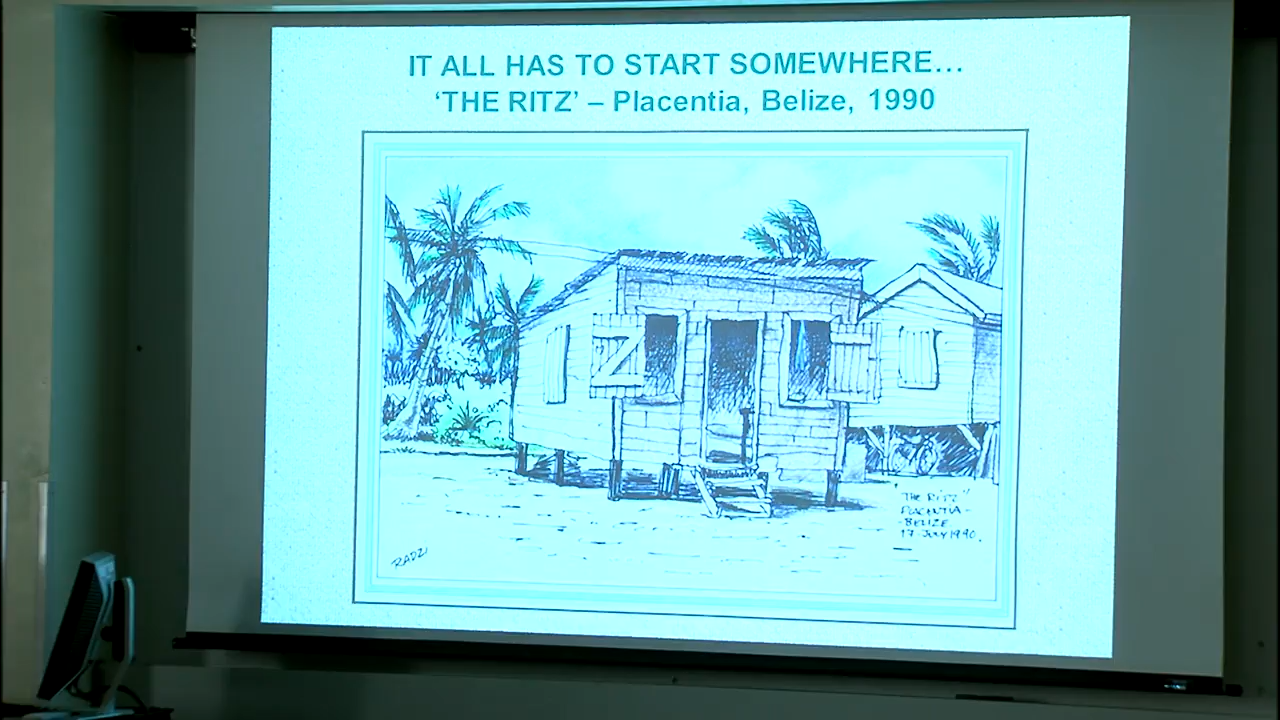 IT ALL HAS TO START SOMEWHERE…
‘THE RITZ’ – Placentia, Belize, 1990
"THE RITZ"
PLACENTIA -
- BELIZE
17 JULY 1990.
RADZI